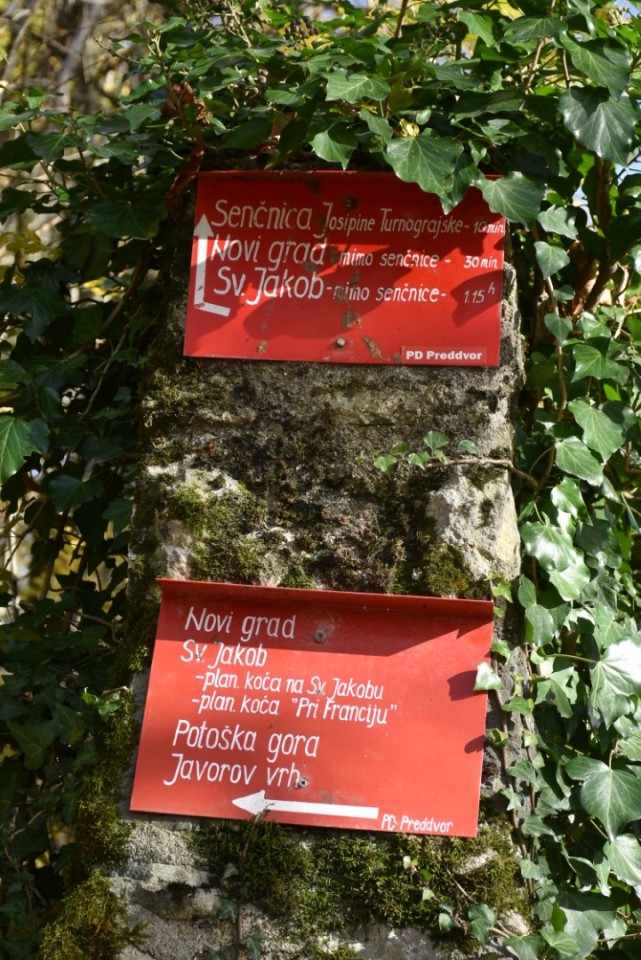 Senčnica Josipine Turnograjske - 10 min.
Novi grad - mimo senčnice - 30 min.
Sv. Jakob - mimo senčnice - 1.15 h
PD Preddvor
Novi grad
Sv. Jakob
-plan. koča na Sv. Jakobu
-plan. koča "Pri Franciju"
Potoška gora
Javorov vrh
PD. Preddvor